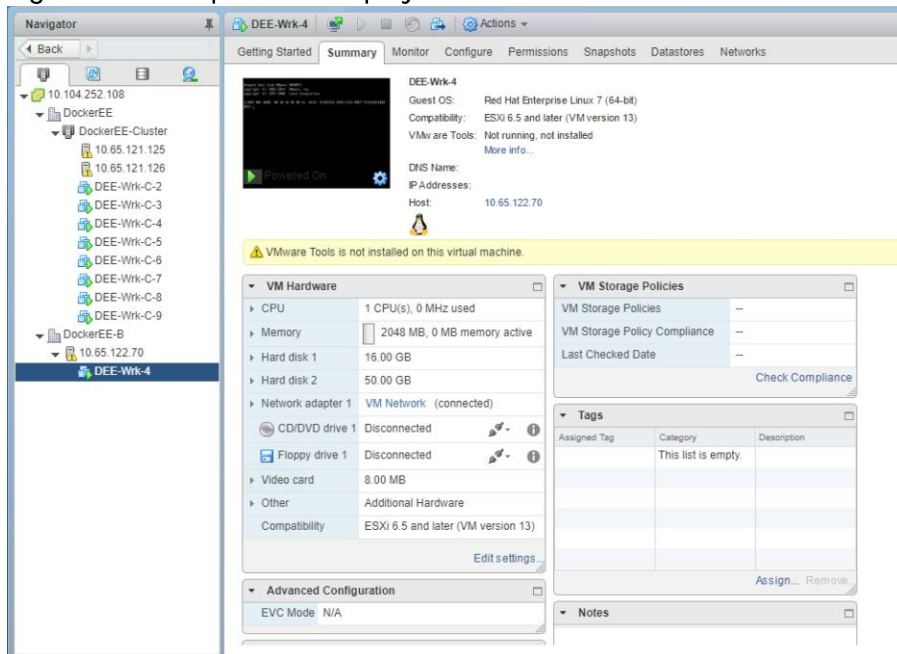 Navigator
Back
10.104.252.108
DockerEE
DockerEE-Cluster
10.65.121.125
10.65.121.126
DEE-Wrk-C-2
DEE-Wrk-C-3
DEE-Wrk-C-4
DEE-Wrk-C-5
DEE-Wrk-C-6
DEE-Wrk-C-7
DEE-Wrk-C-8
DEE-Wrk-C-9
DockerEE-B
10.65.122.70
DEE-Wrk-4
DEE-Wrk-4 Actions
Getting Started Summary Monitor Configure Permissions Snapshots Datastores Networks
Powered On
DEE-Wrk-4
Guest OS: Red Hat Enterprise Linux 7 (64-bit)
Compatibility: ESXi 6.5 and later (VM version 13)
VMware Tools: Not running, not installed
More info...
DNS Name:
IP Addresses:
Host: 10.65.122.70
VMware Tools is not installed on this virtual machine.
VM Hardware
CPU 1 CPU(s), 0 MHz used
Memory 2048 MB, 0 MB memory active
Hard disk 1 16.00 GB
Hard disk 2 50.00 GB
Network adapter 1 VM Network (connected)
CD/DVD drive 1 Disconnected
Floppy drive 1 Disconnected
Video card 8.00 MB
Other Additional Hardware
Compatibility ESXi 6.5 and later (VM version 13)
Edit settings...
Advanced Configuration
EVC Mode N/A
VM Storage Policies
VM Storage Policies --
VM Storage Policy Compliance --
Last Checked Date --
Check Compliance
Tags
Assigned Tag Category Description
This list is empty.
Assign... Remove...
Notes